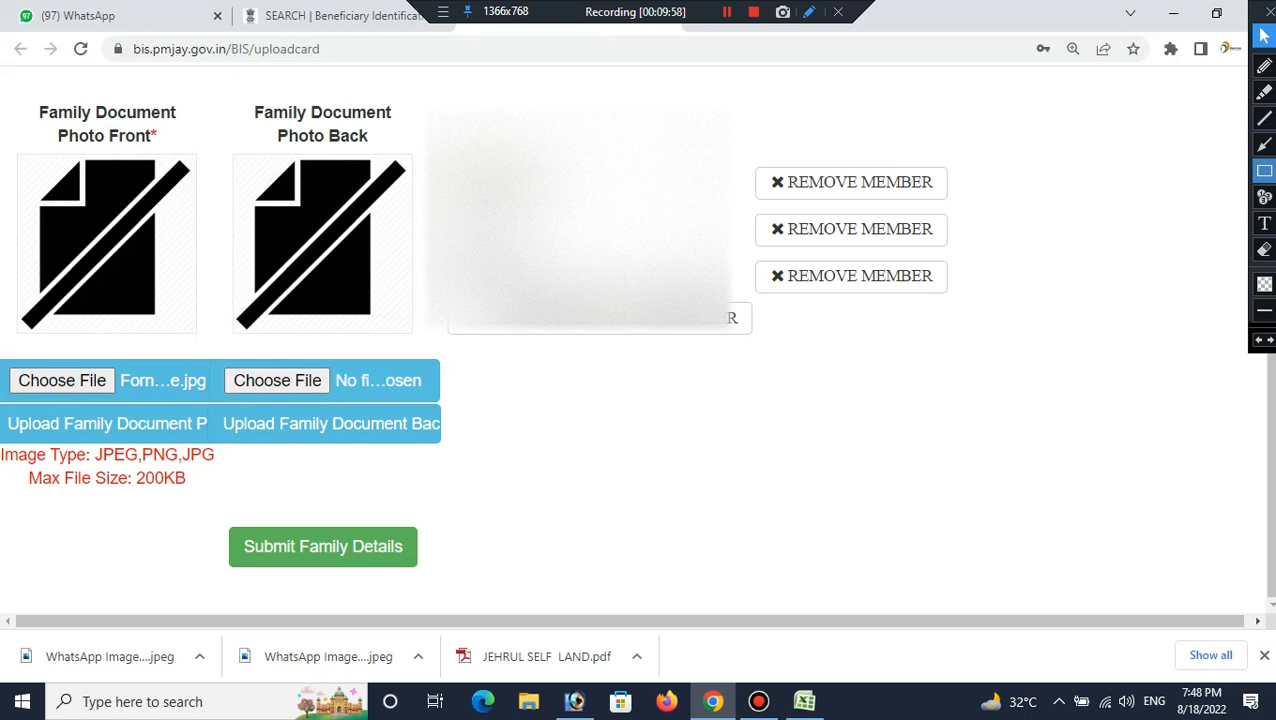 (97) WhatsApp
SEARCH | Beneficiary Identificat
1366x768
Recording [00:09:58]
bis.pmjay.gov.in/BIS/uploadcard
Family Document
Photo Front*
Family Document
Photo Back
REMOVE MEMBER
REMOVE MEMBER
REMOVE MEMBER
R
Choose File Forn...e.jpg
Choose File No fi...osen
Upload Family Document P
Upload Family Document Bac
Image Type: JPEG,PNG,JPG
Max File Size: 200KB
Submit Family Details
WhatsApp Image....jpeg
WhatsApp Image....jpeg
JEHRUL SELF LAND.pdf
Show all
Type here to search
32°C
ENG
7:48 PM
8/18/2022